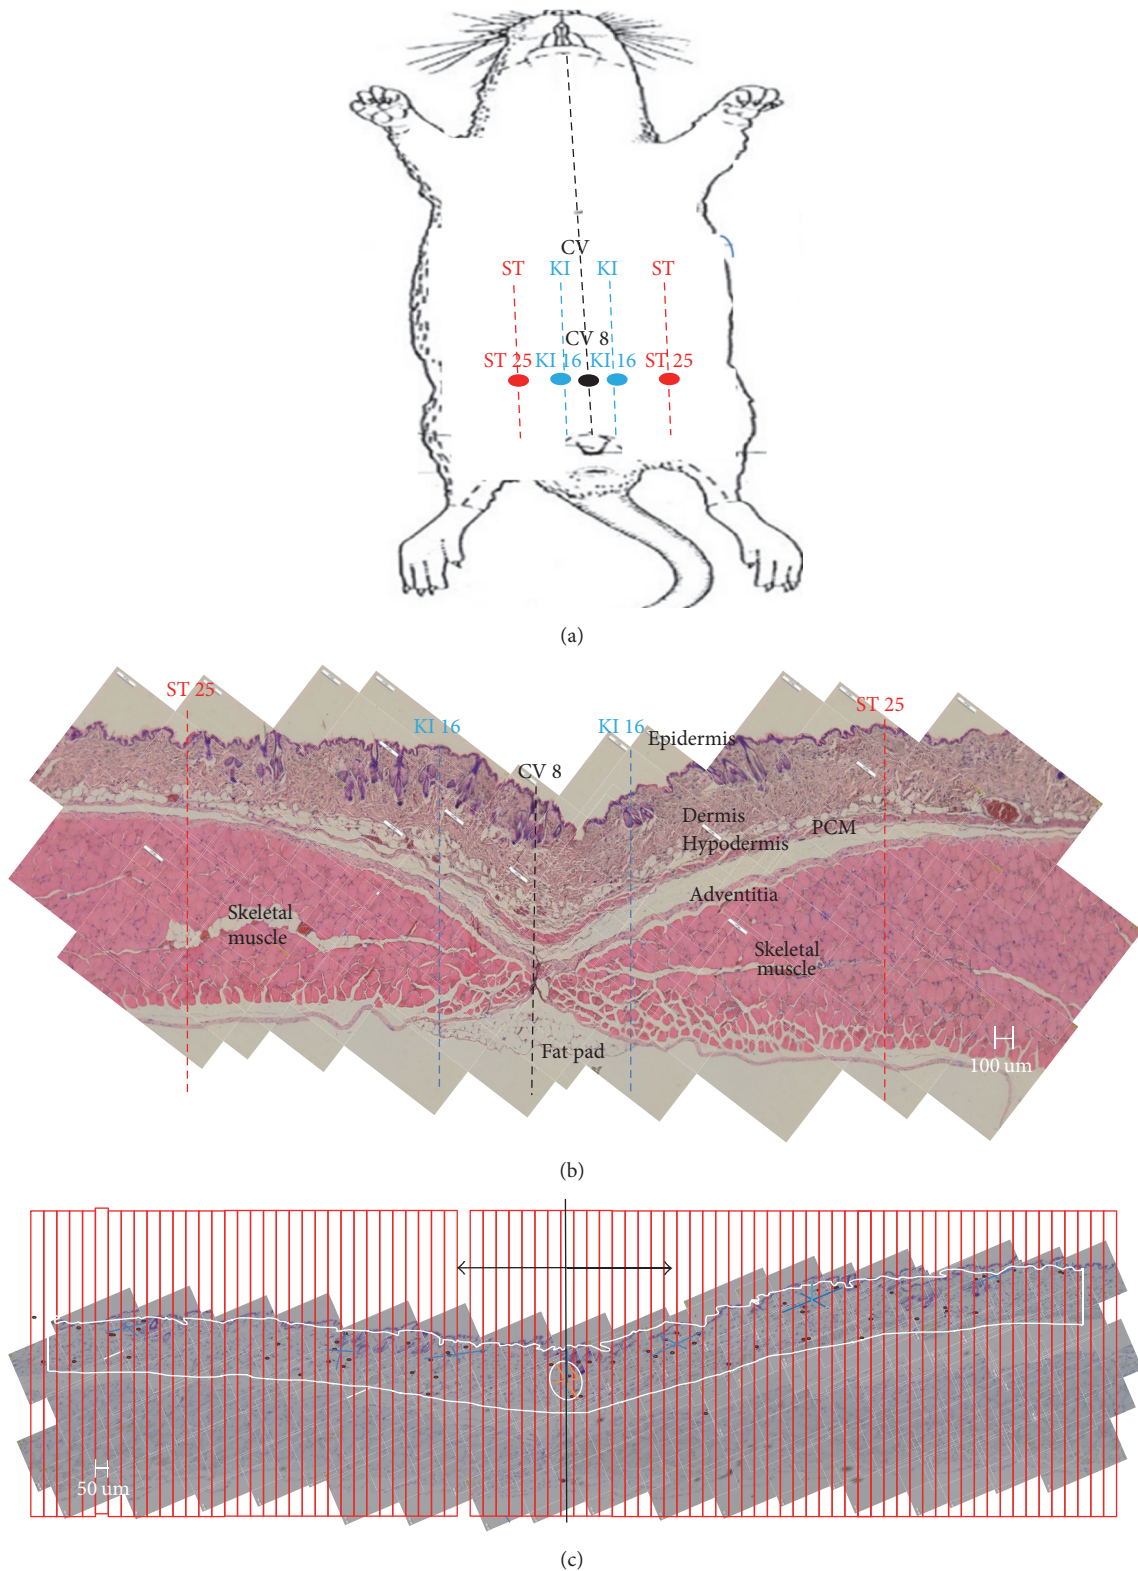 CV
ST KI KI ST
CV 8
ST 25 KI 16 KI 16 ST 25
(a)
ST 25
ST 25
KI 16
KI 16
Epidermis
CV 8
Dermis
PCM
Hypodermis
Adventitia
Skeletal
muscle
Skeletal
muscle
Fat pad
100 um
(b)
50 um
(c)